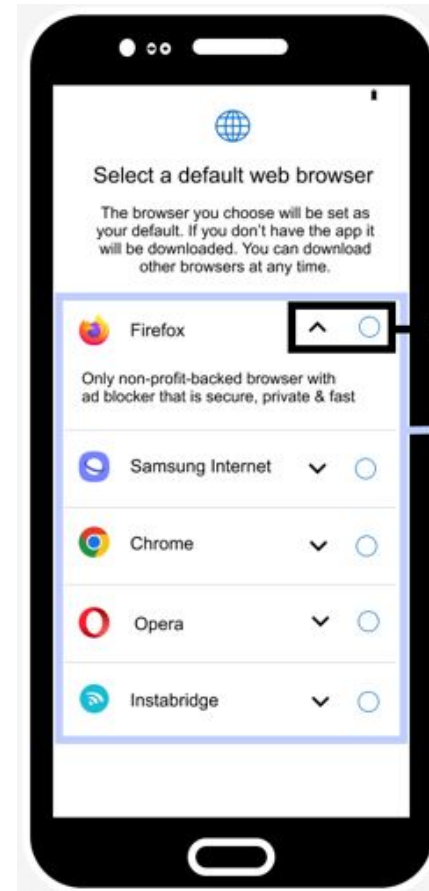 Select a default web browser
The browser you choose will be set as
your default. If you don't have the app it
will be downloaded. You can download
other browsers at any time.
Firefox
Only non-profit-backed browser with
ad blocker that is secure, private & fast
Samsung Internet
Chrome
Opera
Instabridge